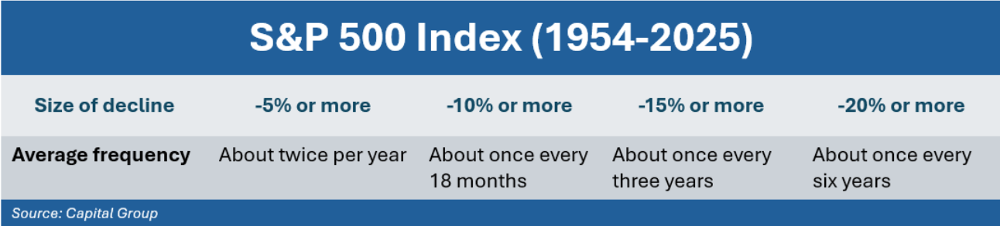 S&P 500 Index (1954-2025)
Size of decline -5% or more -10% or more -15% or more -20% or more
Average frequency About twice per year About once every About once every About once every
18 months three years six years
Source: Capital Group